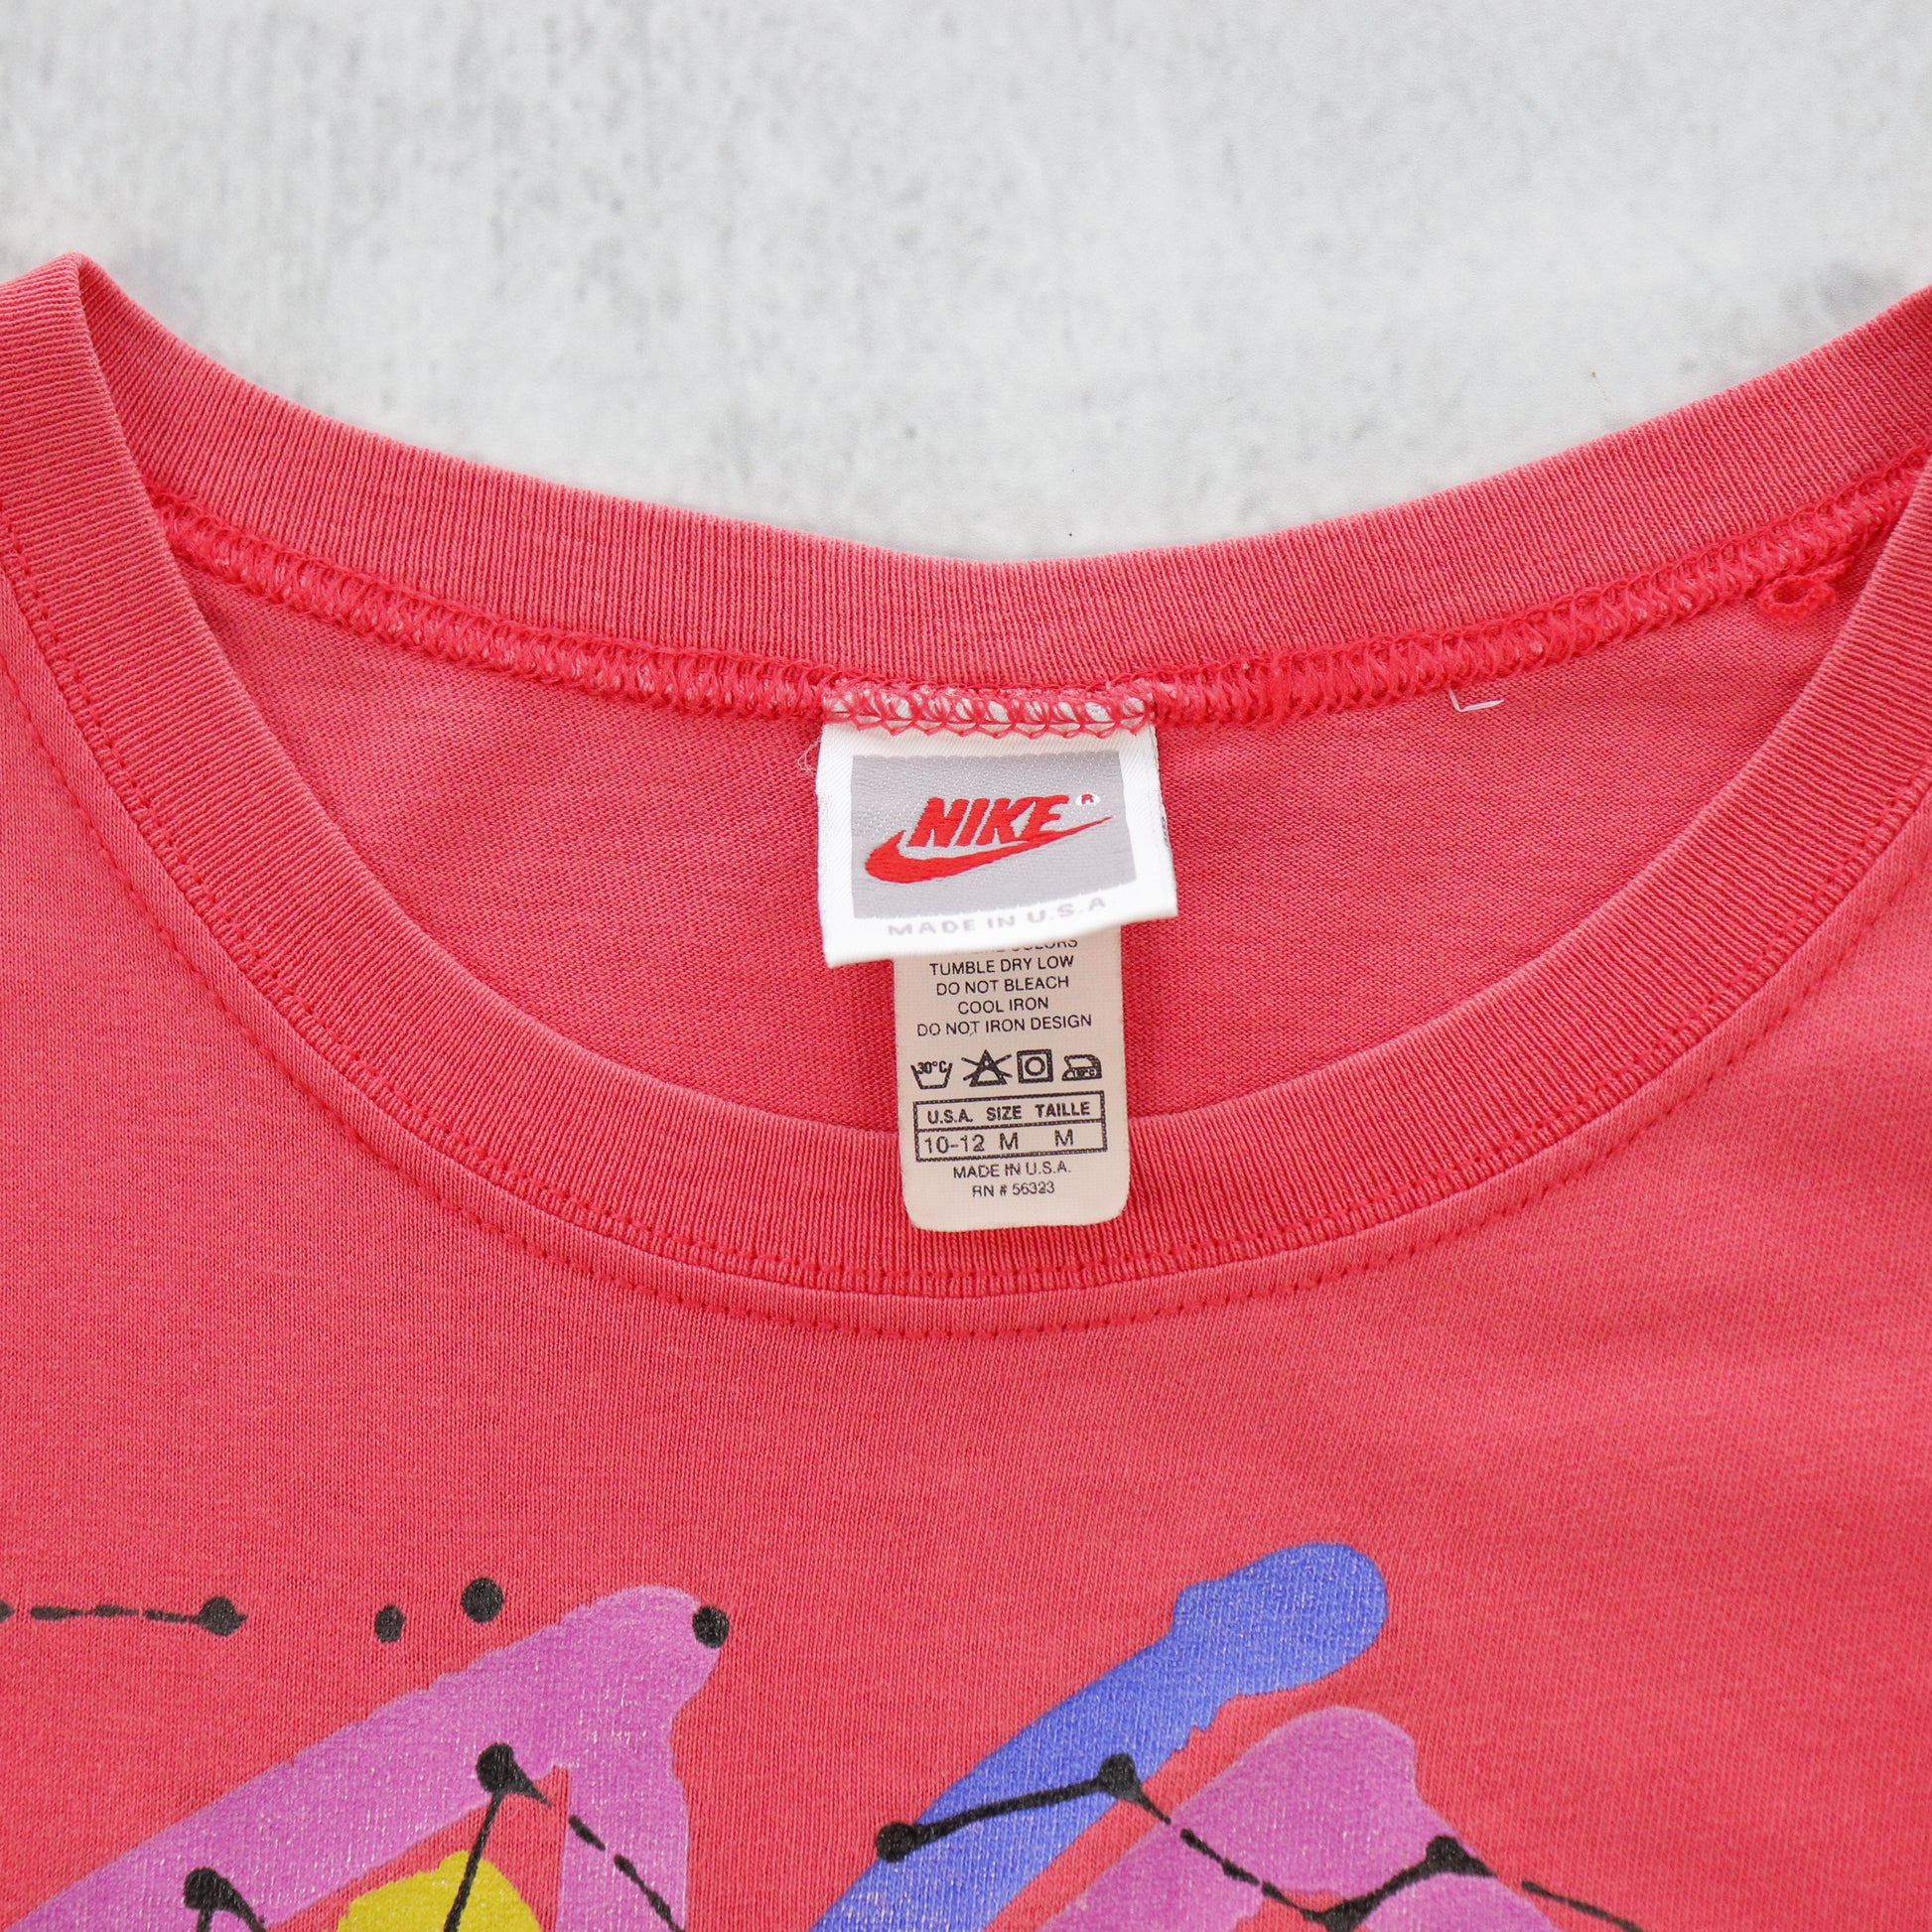 NIKE®
MADE IN U.S.A
COLORS
TUMBLE DRY LOW
DO NOT BLEACH
COOL IRON
DO NOT IRON DESIGN
30°C
U.S.A. SIZE TAILLE
10-12 M M
MADE IN U.S.A.
RN # 56323